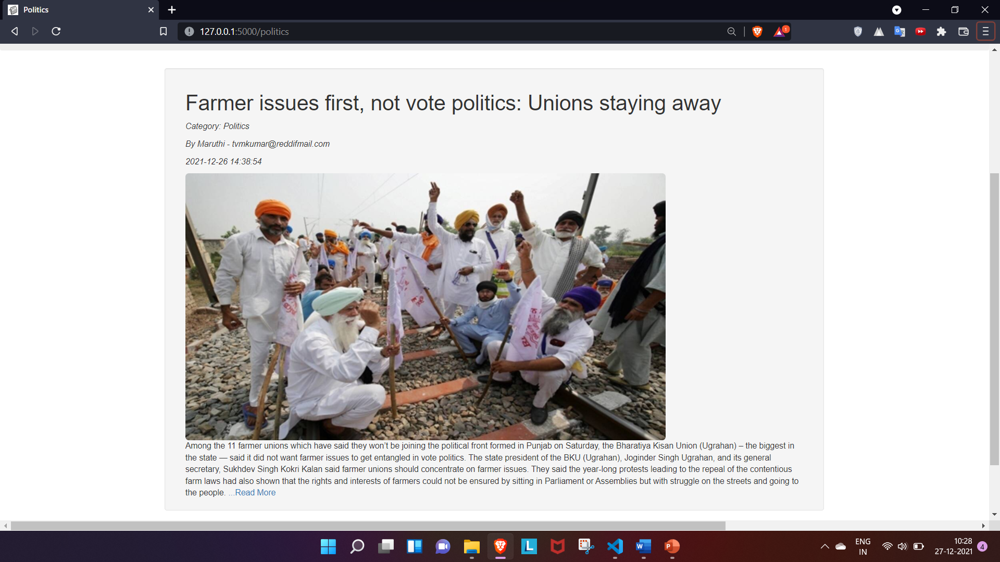 Politics
127.0.0.1:5000/politics
1
Farmer issues first, not vote politics: Unions staying away
Category: Politics
By Maruthi - tvmkumar@reddifmail.com
2021-12-26 14:38:54
Among the 11 farmer unions which have said they won’t be joining the political front formed in Punjab on Saturday, the Bharatiya Kisan Union (Ugrahan) – the biggest in
the state — said it did not want farmer issues to get entangled in vote politics. The state president of the BKU (Ugrahan), Joginder Singh Ugrahan, and its general
secretary, Sukhdev Singh Kokri Kalan said farmer unions should concentrate on farmer issues. They said the year-long protests leading to the repeal of the contentious
farm laws had also shown that the rights and interests of farmers could not be ensured by sitting in Parliament or Assemblies but with struggle on the streets and going to
the people. ...Read More
ENG
IN
10:28
27-12-2021
4